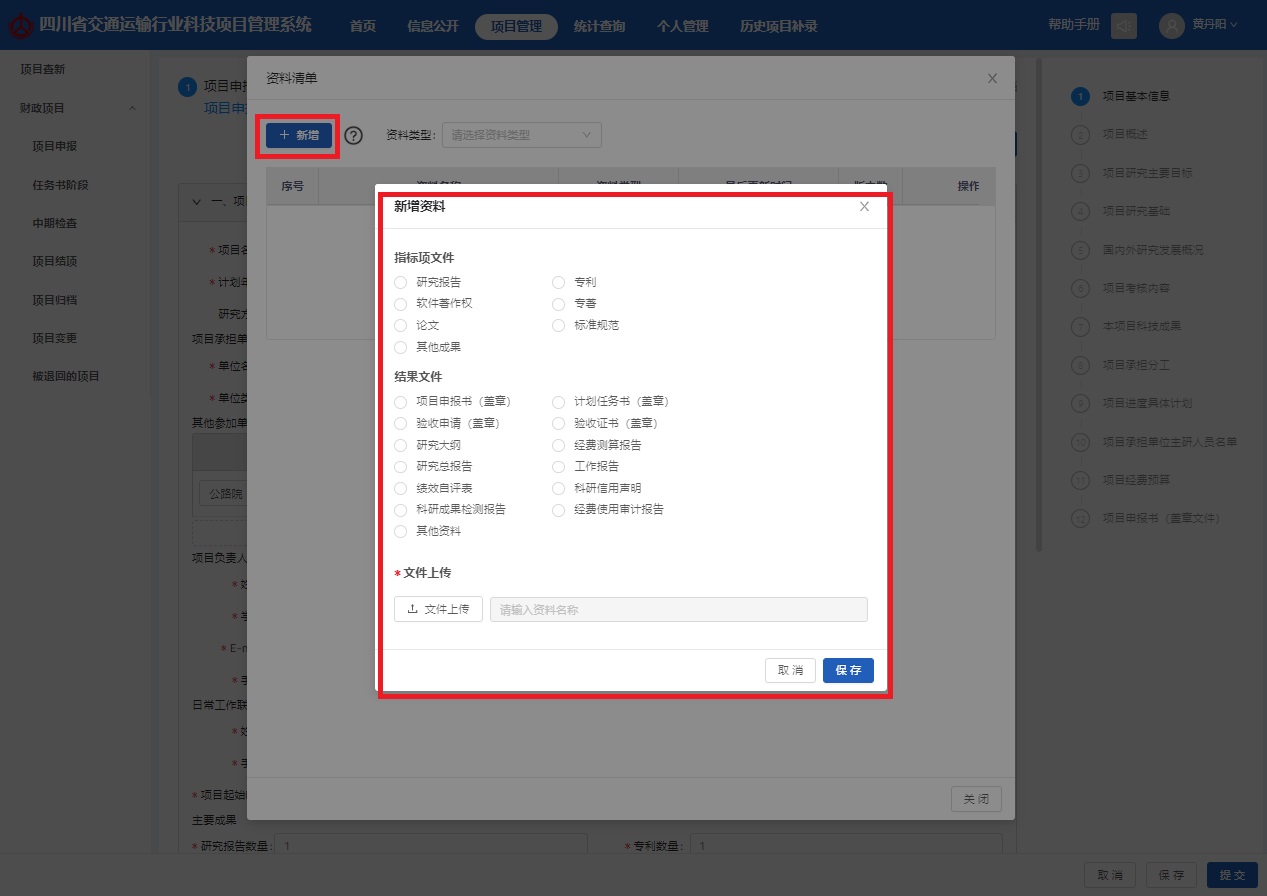 四川省交通运输行业科技项目管理系统 首页 信息公开 项目管理 统计查询 个人管理 历史项目补录 帮助手册 黄丹阳
项目查新
财政项目
项目申报
任务书阶段
中期检查
项目结项
项目归档
项目变更
被退回的项目
1 项目申报
项目申
一、项
* 项目名
* 计划年
研究方
项目承担单
* 单位名
* 单位类
其他参加单
公路院
项目负责人
* 姓
* 手
日常工作联
* 姓
* 手
* 项目起始
主要成果
* 研究报告数量: 1
* 专利数量: 1
资料清单
+ 新增
?
资料类型: 请选择资料类型
序号 资料名称 资料类型 最后更新时间 版本数 操作
新增资料
指标项文件
研究报告 专利
软件著作权 专著
论文 标准规范
其他成果
结果文件
项目申报书（盖章） 计划任务书（盖章）
验收申请（盖章） 验收证书（盖章）
研究大纲 经费测算报告
研究总报告 工作报告
绩效自评表 科研信用声明
科研成果检测报告 经费使用审计报告
其他资料
* 文件上传
文件上传 请输入资料名称
取 消 保 存
关 闭
1 项目基本信息
2 项目概述
3 项目研究主要目标
4 项目研究基础
5 国内外研究发展概况
6 项目考核内容
7 本项目科技成果
8 项目承担分工
9 项目进度具体计划
10 项目承担单位主研人员名单
11 项目经费预算
12 项目申报书（盖章文件）
取 消 保 存 提 交